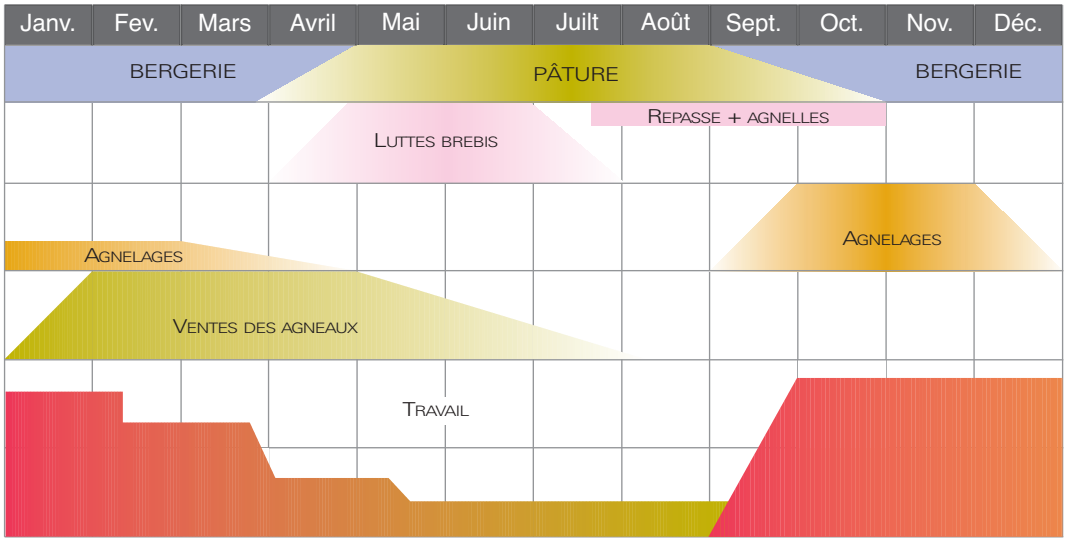 Janv. Fev. Mars Avril Mai Juin Juilt Août Sept. Oct. Nov. Déc.
BERGERIE PÂTURE BERGERIE
REPASSE + AGNELLES
LUTTES BREBIS
AGNELAGES
AGNELAGES
VENTES DES AGNEAUX
TRAVAIL